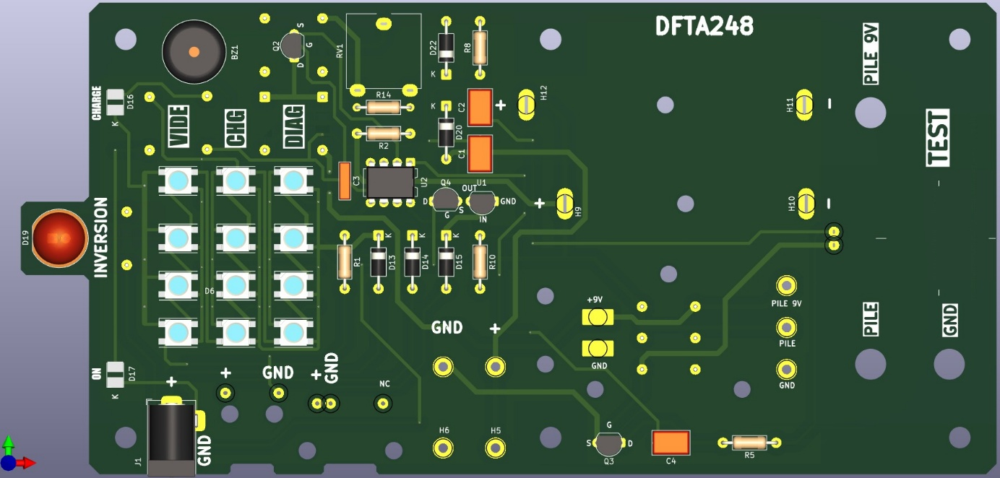 DFTA248
PILE 9V
BZ1
Q2
S
G
D
RV1
D22
K
R8
CHARGE
D16
K
VIDE
CHG
DIAG
R14
R2
K
D20
C2
+
H12
C1
H11
–
TEST
C3
U2
Q4
D
G
S
OUT
U1
GND
IN
+
H9
H10
–
D19
INVERSION
D6
R1
K
D13
K
D14
K
D15
R10
+9V
GND
PILE 9V
PILE
GND
PILE
GND
GND
+
ON
D17
K
+
+
GND
+
GND
NC
J1
GND
H6
H5
G
S
D
Q3
C4
R5